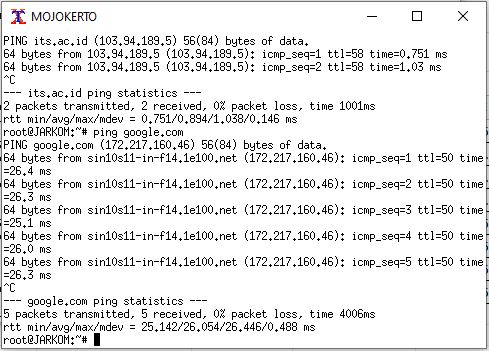 MOJOKERTO
PING its.ac.id (103.94.189.5) 56(84) bytes of data.
64 bytes from 103.94.189.5 (103.94.189.5): icmp_seq=1 ttl=58 time=0.751 ms
64 bytes from 103.94.189.5 (103.94.189.5): icmp_seq=2 ttl=58 time=1.03 ms
^C
--- its.ac.id ping statistics ---
2 packets transmitted, 2 received, 0% packet loss, time 1001ms
rtt min/avg/max/mdev = 0.751/0.894/1.038/0.146 ms
root@JARKOM:~# ping google.com
PING google.com (172.217.160.46) 56(84) bytes of data.
64 bytes from sin10s11-in-f14.1e100.net (172.217.160.46): icmp_seq=1 ttl=50 time
=26.4 ms
64 bytes from sin10s11-in-f14.1e100.net (172.217.160.46): icmp_seq=2 ttl=50 time
=26.3 ms
64 bytes from sin10s11-in-f14.1e100.net (172.217.160.46): icmp_seq=3 ttl=50 time
=25.1 ms
64 bytes from sin10s11-in-f14.1e100.net (172.217.160.46): icmp_seq=4 ttl=50 time
=26.0 ms
64 bytes from sin10s11-in-f14.1e100.net (172.217.160.46): icmp_seq=5 ttl=50 time
=26.3 ms
^C
--- google.com ping statistics ---
5 packets transmitted, 5 received, 0% packet loss, time 4006ms
rtt min/avg/max/mdev = 25.142/26.054/26.446/0.488 ms
root@JARKOM:~#